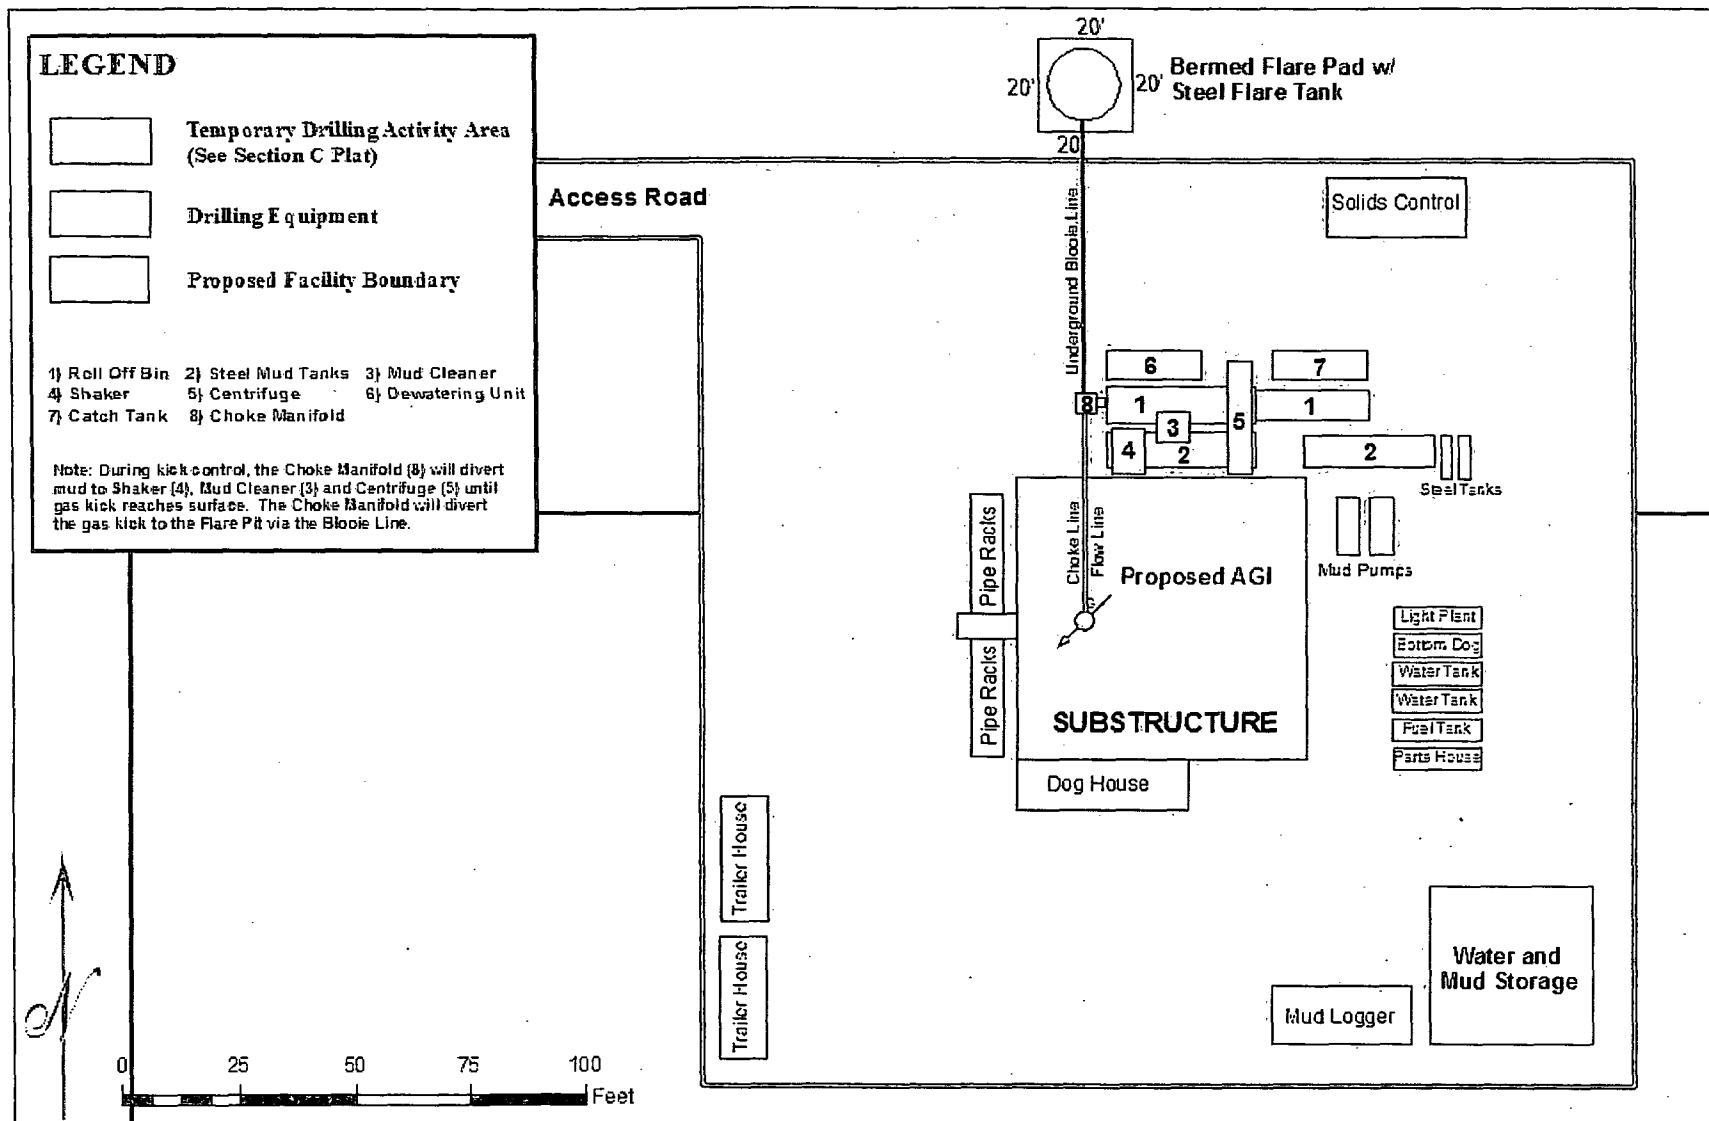 LEGEND
Temporary Drilling Activity Area
(See Section C Plat)
Drilling Equipment
Proposed Facility Boundary
1) Roll Off Bin 2) Steel Mud Tanks 3) Mud Cleaner
4) Shaker 5) Centrifuge 6) Dewatering Unit
7) Catch Tank 8) Choke Manifold
Note: During kick control, the Choke Manifold (8) will divert
mud to Shaker (4), Mud Cleaner (3) and Centrifuge (5) until
gas kick reaches surface. The Choke Manifold will divert
the gas kick to the Flare Pit via the Blooie Line.
20'
20'
20'
20
Bermed Flare Pad w/
Steel Flare Tank
Access Road
Underground Blooie Line
Solids Control
6
7
8
1
5
1
3
4
2
2
Steel Tanks
Mud Pumps
Choke Line
Flow Line
Pipe Racks
Pipe Racks
Proposed AGI
SUBSTRUCTURE
Dog House
Light Plant
Bottom Dog
Water Tank
Water Tank
Fuel Tank
Parts House
Trailer House
Trailer House
Water and
Mud Storage
Mud Logger
N
0 25 50 75 100
Feet